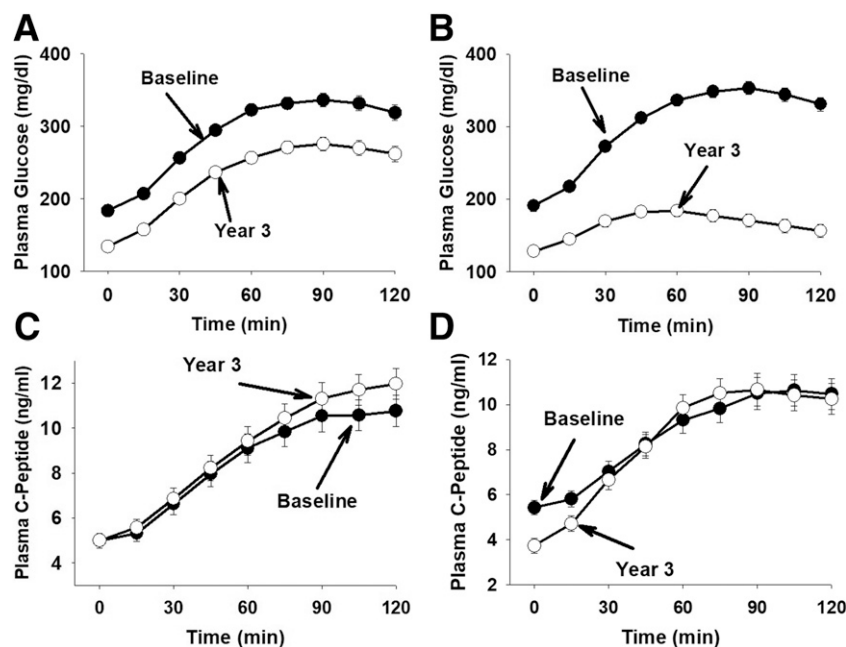 A
Plasma Glucose (mg/dl)
400
300
200
100
Baseline
Year 3
0 30 60 90 120
Time (min)
B
Plasma Glucose (mg/dl)
400
300
200
100
Baseline
Year 3
0 30 60 90 120
Time (min)
C
Plasma C-Peptide (ng/ml)
12
10
8
6
4
Year 3
Baseline
0 30 60 90 120
Time (min)
D
Plasma C-Peptide (ng/ml)
12
10
8
6
4
2
Baseline
Year 3
0 30 60 90 120
Time (min)